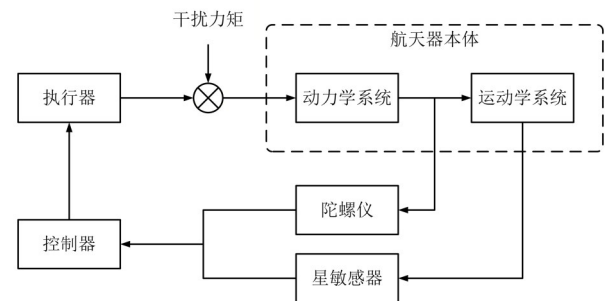 干扰力矩
航天器本体
执行器
动力学系统
运动学系统
陀螺仪
控制器
星敏感器